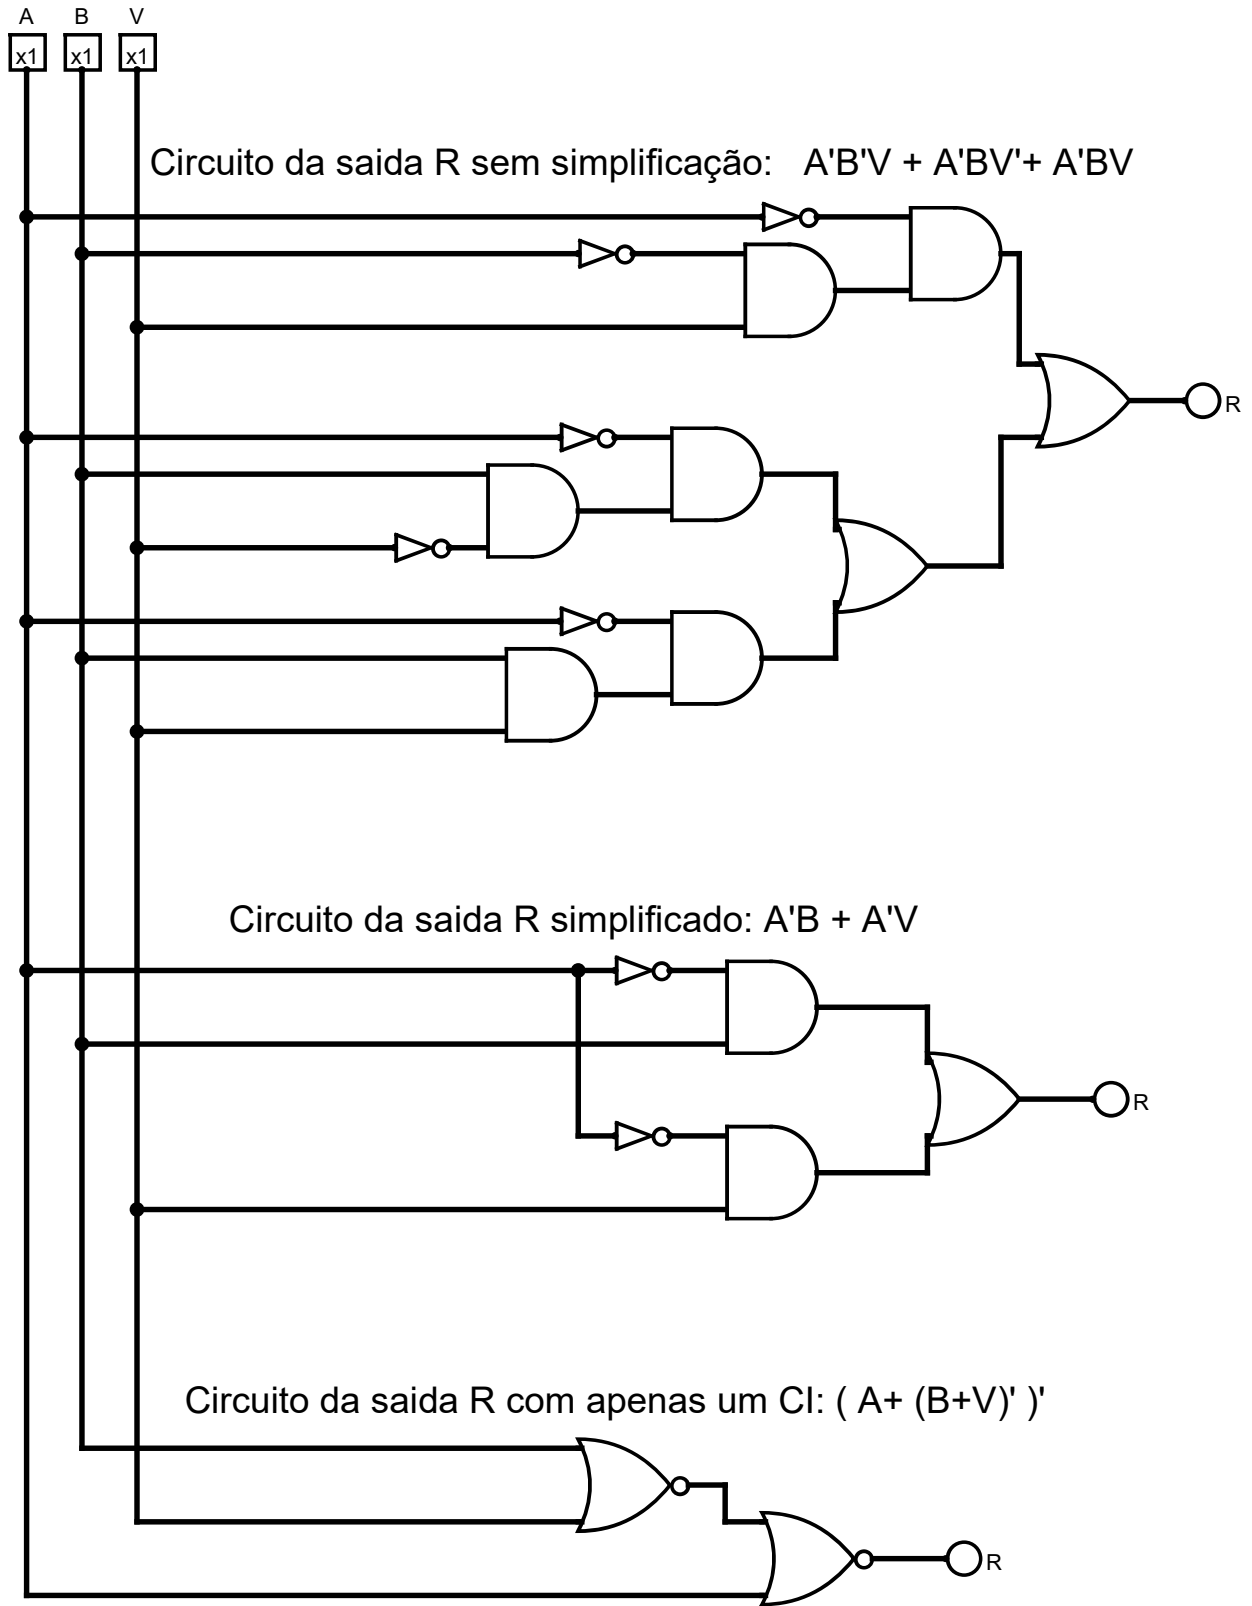 A B V
x1 x1 x1
Circuito da saida R sem simplificação: A'B'V + A'BV'+ A'BV
R
Circuito da saida R simplificado: A'B + A'V
R
Circuito da saida R com apenas um CI: ( A+ (B+V)' )'
R